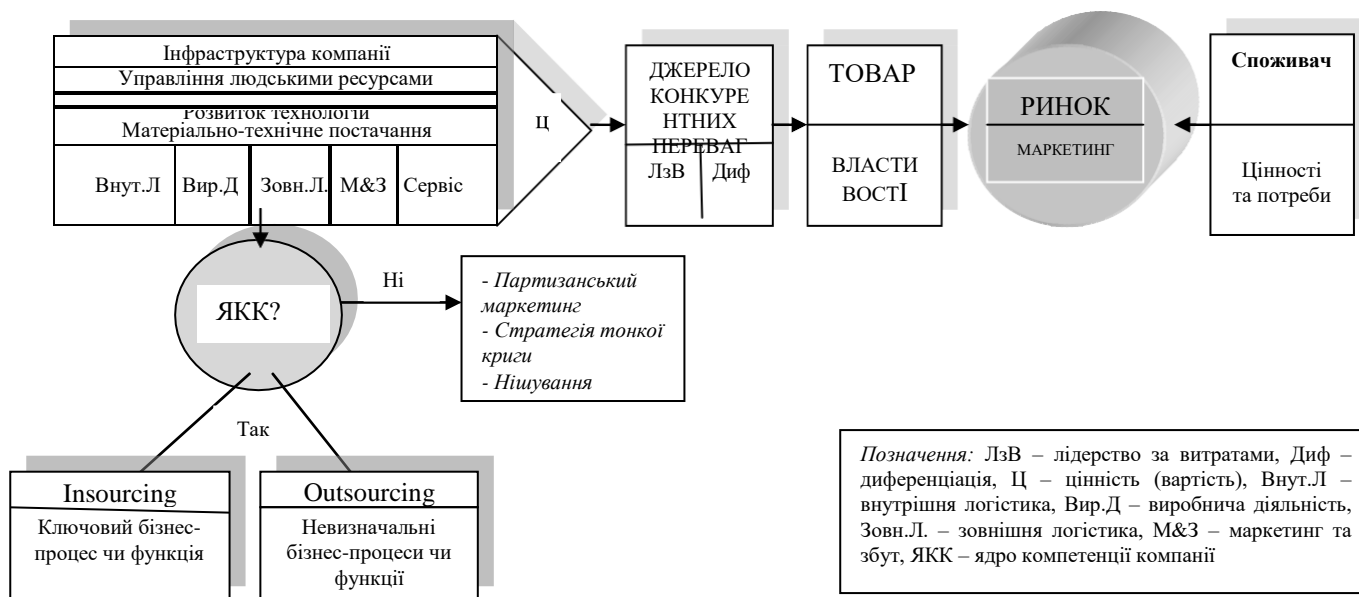 Інфраструктура компанії
Управління людськими ресурсами
Розвиток технологій
Матеріально-технічне постачання
Внут.Л
Вир.Д
Зовн.Л.
М&З
Сервіс
Ц
ДЖЕРЕЛО
КОНКУРЕ
НТНИХ
ПЕРЕВАГ
ЛзВ
Диф
ТОВАР
ВЛАСТИ
ВОСТІ
РИНОК
МАРКЕТИНГ
Споживач
Цінності
та потреби
ЯКК?
Ні
- Партизанський
маркетинг
- Стратегія тонкої
криги
- Нішування
Так
Insourcing
Ключовий бізнес-
процес чи функція
Outsourcing
Невизначальні
бізнес-процеси чи
функції
Позначення: ЛзВ – лідерство за витратами, Диф –
диференціація, Ц – цінність (вартість), Внут.Л –
внутрішня логістика, Вир.Д – виробнича діяльність,
Зовн.Л. – зовнішня логістика, М&З – маркетинг та
збут, ЯКК – ядро компетенції компанії